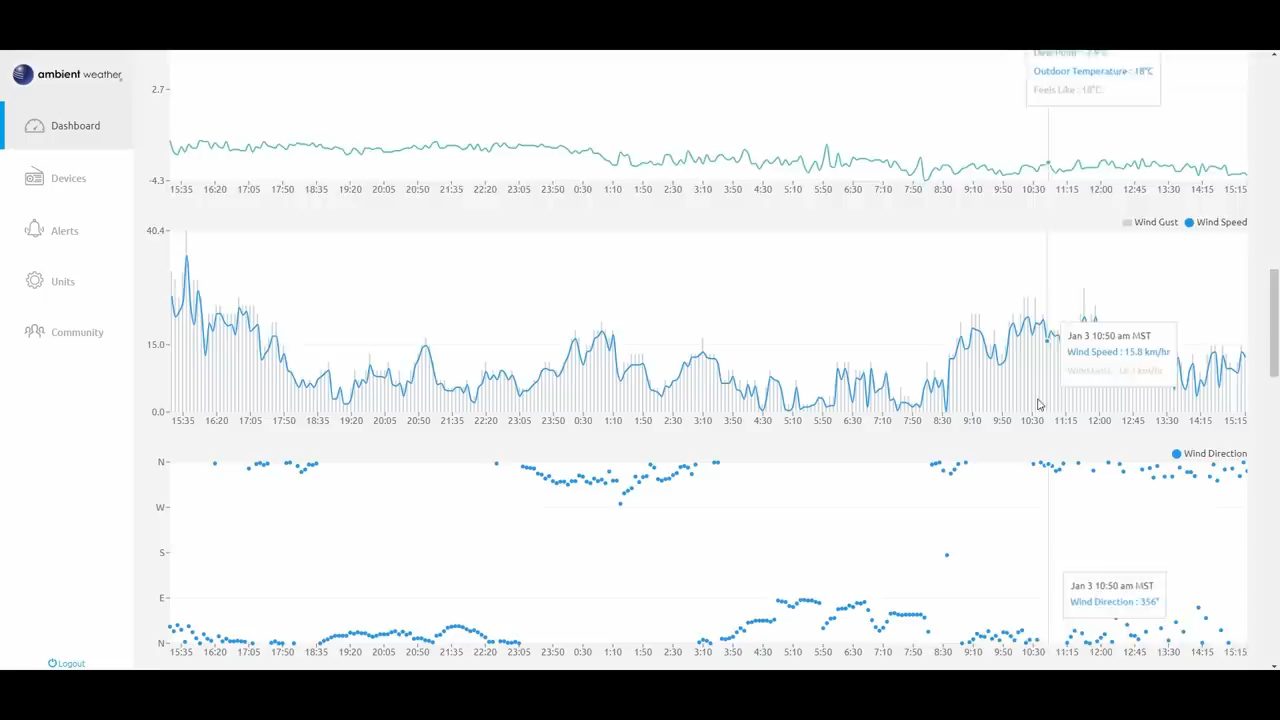 ambient weather
Dashboard
Devices
Alerts
Units
Community
Logout
Outdoor Temperature : 18°C
Feels Like : 18°C
2.7
-4.3
15:35 16:20 17:05 17:50 18:35 19:20 20:05 20:50 21:35 22:20 23:05 23:50 0:30 1:10 1:50 2:30 3:10 3:50 4:30 5:10 5:50 6:30 7:10 7:50 8:30 9:10 9:50 10:30 11:15 12:00 12:45 13:30 14:15 15:15
Wind Gust Wind Speed
40.4
15.0
0.0
Jan 3 10:50 am MST
Wind Speed : 15.8 km/hr
15:35 16:20 17:05 17:50 18:35 19:20 20:05 20:50 21:35 22:20 23:05 23:50 0:30 1:10 1:50 2:30 3:10 3:50 4:30 5:10 5:50 6:30 7:10 7:50 8:30 9:10 9:50 10:30 11:15 12:00 12:45 13:30 14:15 15:15
Wind Direction
N
W
S
E
N
Jan 3 10:50 am MST
Wind Direction : 356°
15:35 16:20 17:05 17:50 18:35 19:20 20:05 20:50 21:35 22:20 23:05 23:50 0:30 1:10 1:50 2:30 3:10 3:50 4:30 5:10 5:50 6:30 7:10 7:50 8:30 9:10 9:50 10:30 11:15 12:00 12:45 13:30 14:15 15:15